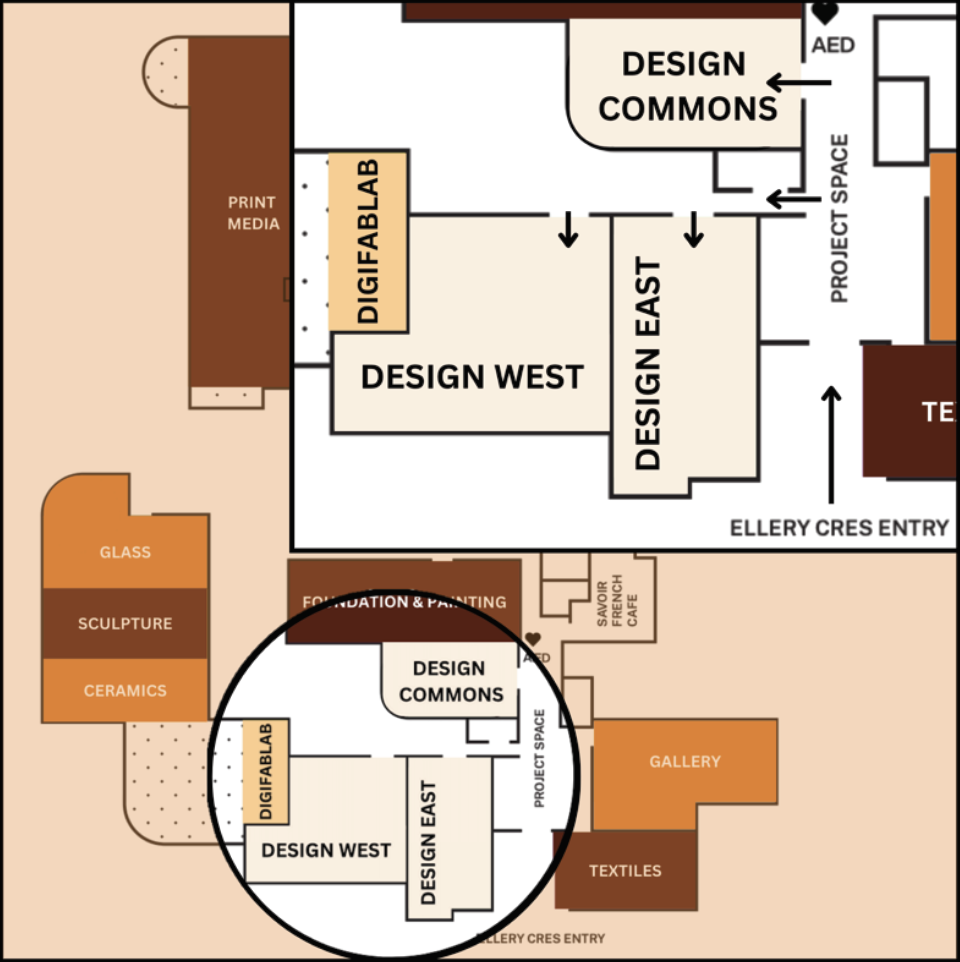 PRINT
MEDIA
DESIGN
COMMONS
AED
PROJECT SPACE
DIGIFABLAB
DESIGN WEST
DESIGN EAST
TE
ELLERY CRES ENTRY
GLASS
SCULPTURE
CERAMICS
FOUNDATION & PAINTING
SAVOIR
FRENCH
CAFE
AED
DESIGN
COMMONS
PROJECT SPACE
DIGIFABLAB
DESIGN WEST
DESIGN EAST
GALLERY
TEXTILES
ELLERY CRES ENTRY